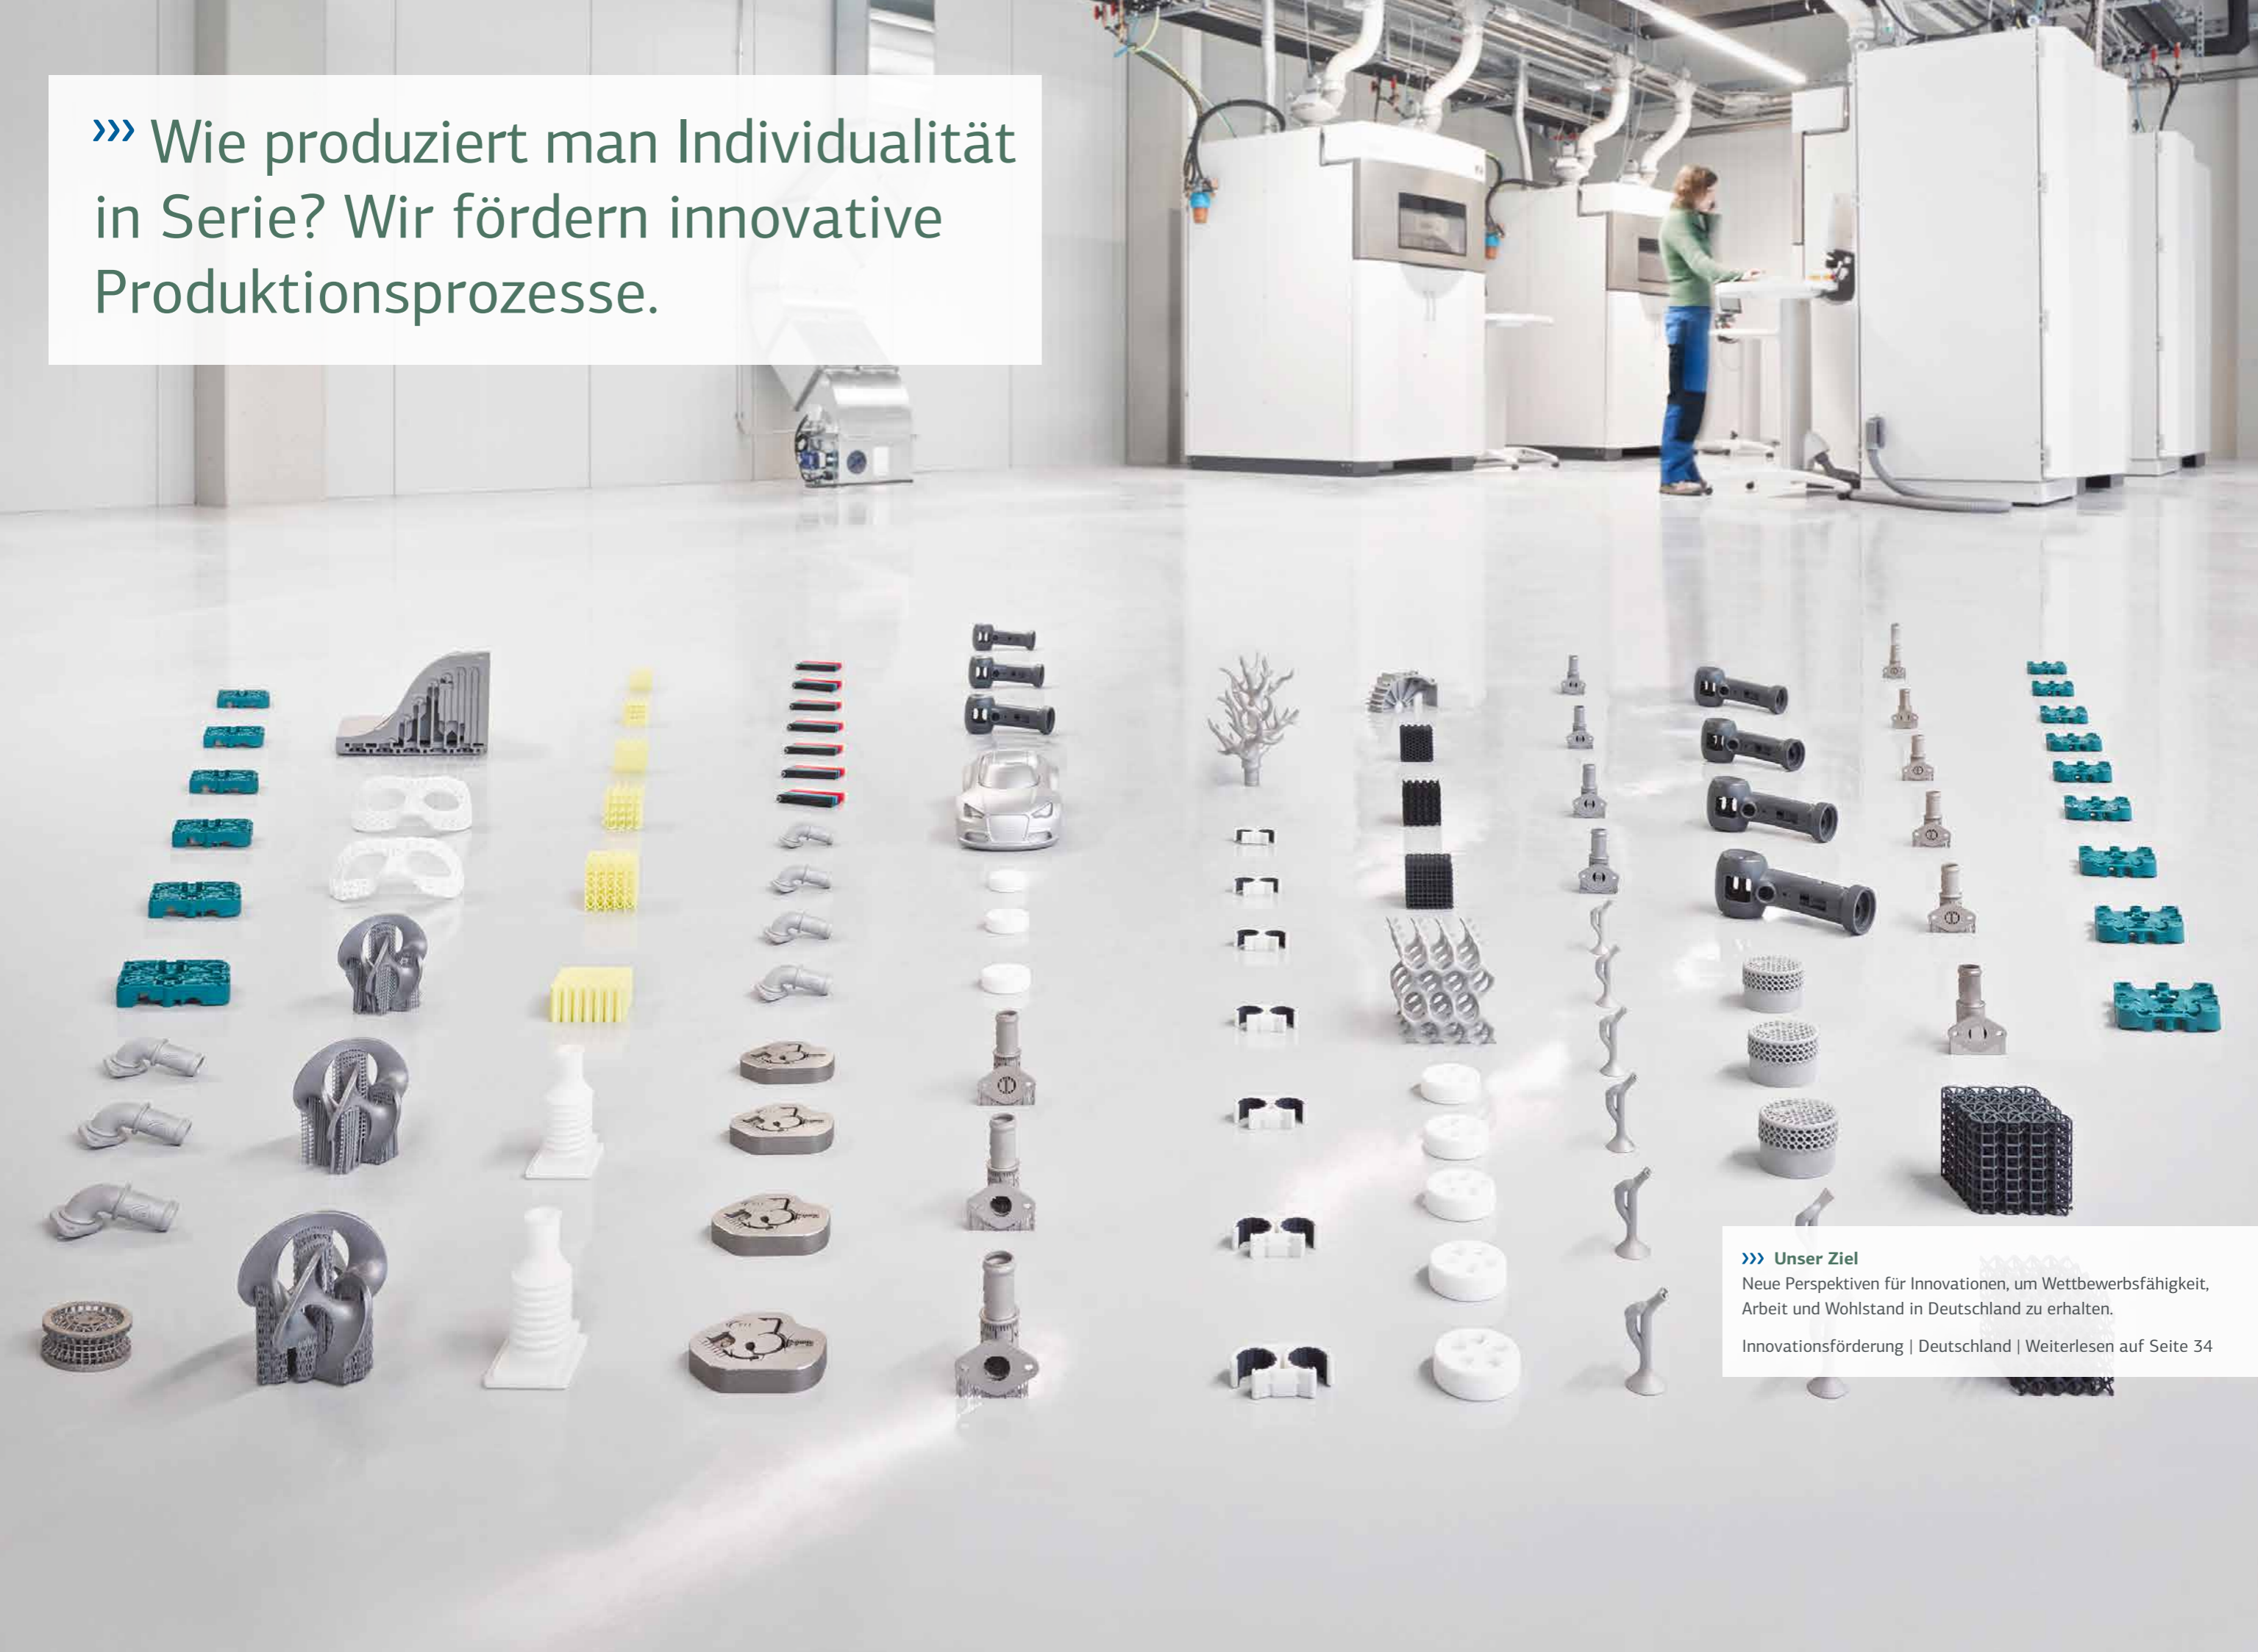 ››› Wie produziert man Individualität
in Serie? Wir fördern innovative
Produktionsprozesse.
››› Unser Ziel
Neue Perspektiven für Innovationen, um Wettbewerbsfähigkeit,
Arbeit und Wohlstand in Deutschland zu erhalten.
Innovationsförderung | Deutschland | Weiterlesen auf Seite 34